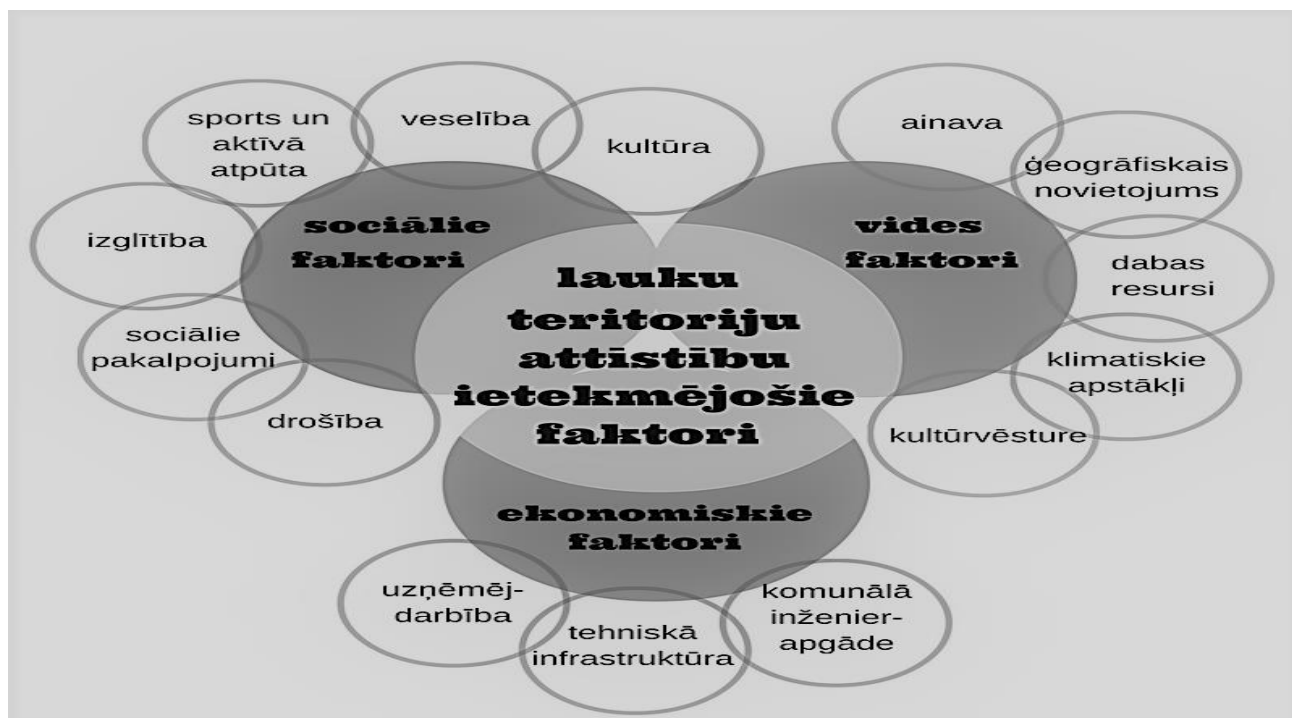 lauku
teritoriju
attīstību
ietekmējošie
faktori
sociālie
faktori
kultūra
veselība
sports un
aktīvā
atpūta
izglītība
sociālie
pakalpojumi
drošība
vides
faktori
ainava
ģeogrāfiskais
novietojums
dabas
resursi
klimatiskie
apstākļi
kultūrvēsture
ekonomiskie
faktori
uzņēmēj-
darbība
tehniskā
infrastruktūra
komunālā
inženier-
apgāde